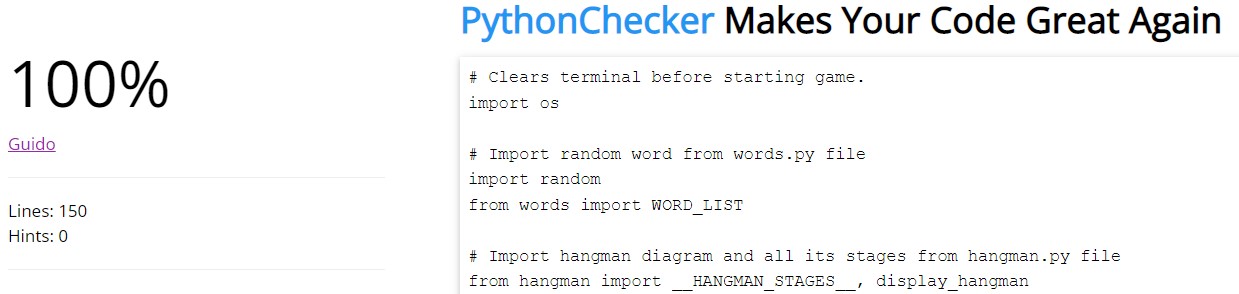 PythonChecker Makes Your Code Great Again
100%
Guido
Lines: 150
Hints: 0
# Clears terminal before starting game.
import os
# Import random word from words.py file
import random
from words import WORD_LIST
# Import hangman diagram and all its stages from hangman.py file
from hangman import __HANGMAN_STAGES__, display_hangman